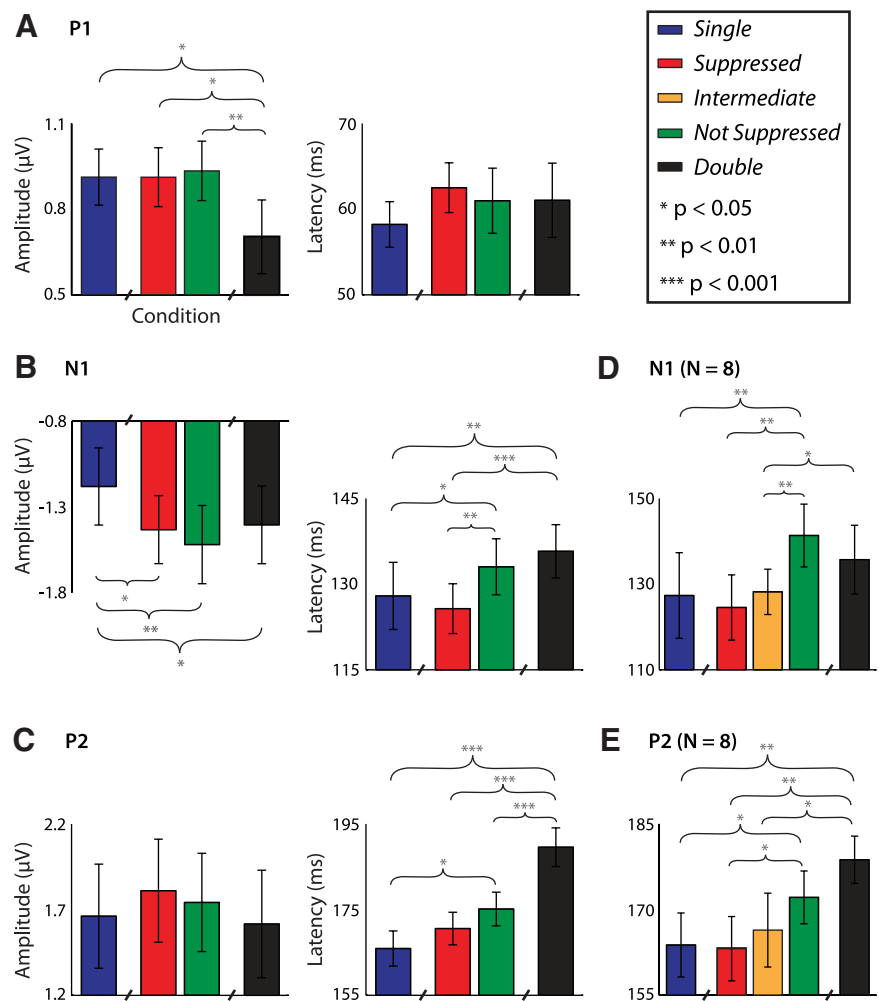 A P1
Single
Suppressed
Intermediate
Not Suppressed
Double
* p < 0.05
** p < 0.01
*** p < 0.001
*
*
**
Amplitude (µV)
1.1
0.8
0.5
Condition
Latency (ms)
70
60
50
B N1
Amplitude (µV)
-0.8
-1.3
-1.8
*
**
*
**
***
*
**
Latency (ms)
145
130
115
D N1 (N = 8)
**
**
*
**
150
130
110
C P2
Amplitude (µV)
2.2
1.7
1.2
***
***
***
*
Latency (ms)
195
175
155
E P2 (N = 8)
**
**
*
*
*
185
170
155